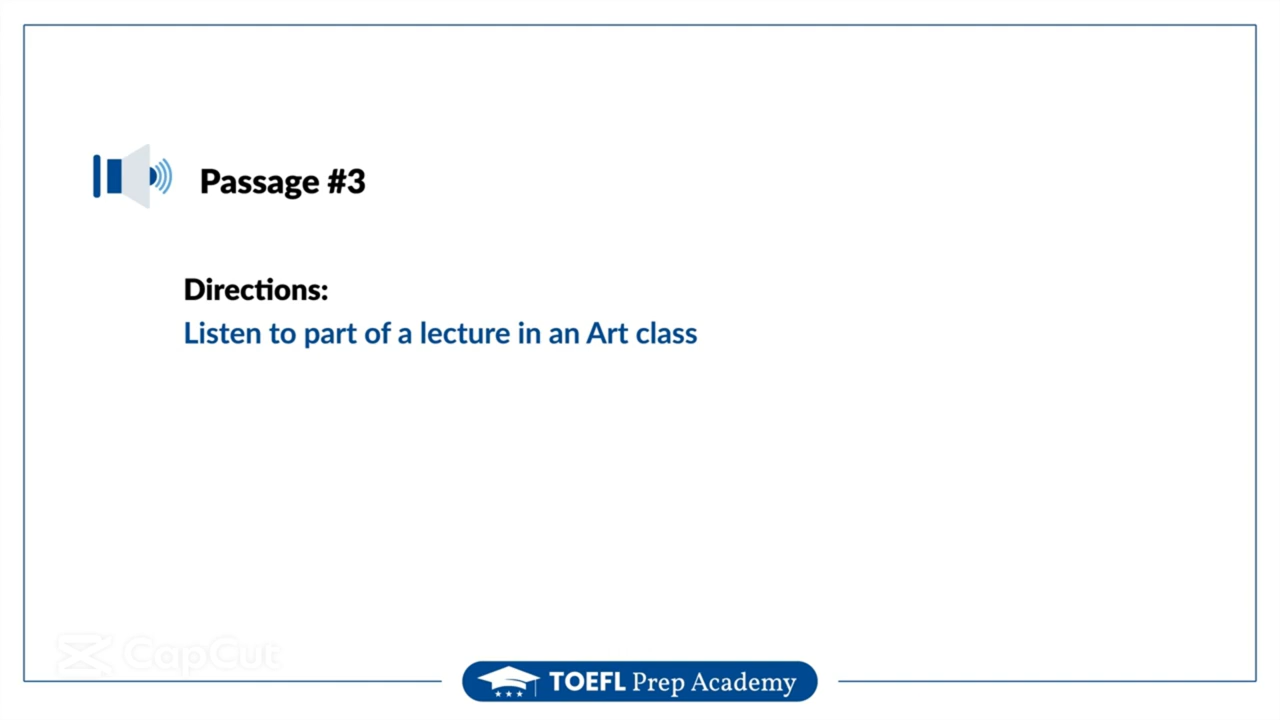 Passage #3
Directions:
Listen to part of a lecture in an Art class
CapCut
TOEFL Prep Academy